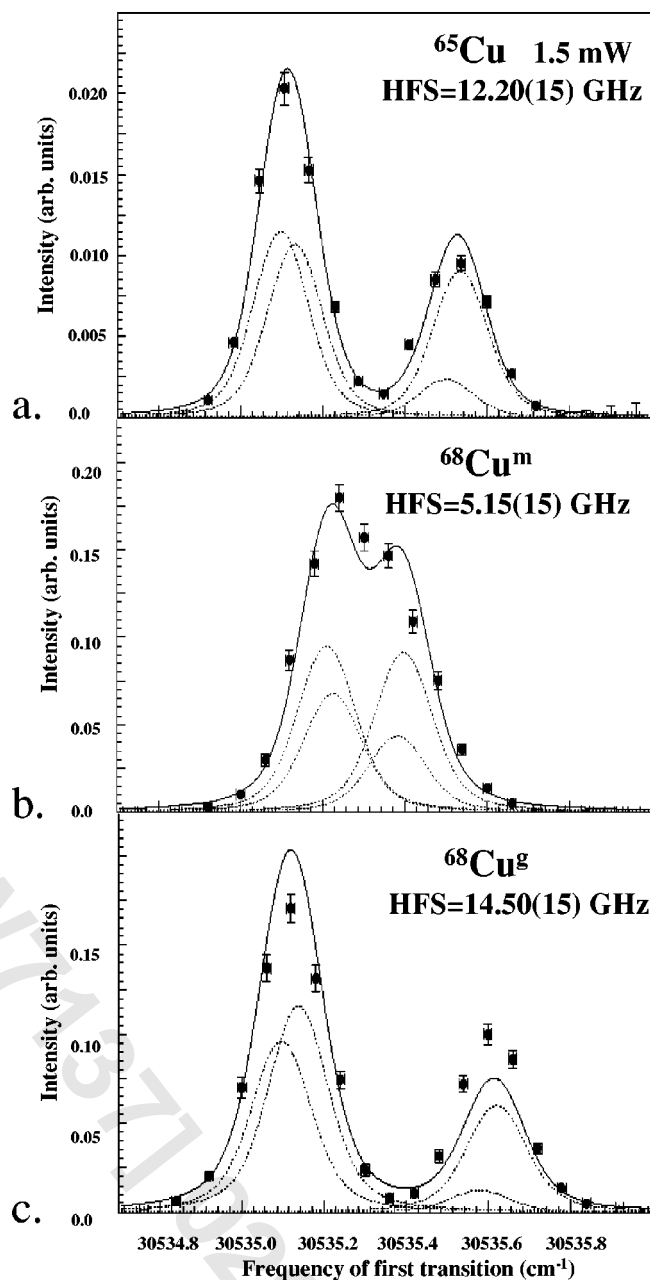 ⁶⁵Cu 1.5 mW
HFS=12.20(15) GHz
Intensity (arb. units)
0.020
0.015
0.010
0.005
0.0
a.
⁶⁸Cuᵐ
HFS=5.15(15) GHz
Intensity (arb. units)
0.20
0.15
0.10
0.05
0.0
b.
⁶⁸Cuᵍ
HFS=14.50(15) GHz
Intensity (arb. units)
0.15
0.10
0.05
0.0
c.
30534.8 30535.0 30535.2 30535.4 30535.6 30535.8
Frequency of first transition (cm⁻¹)